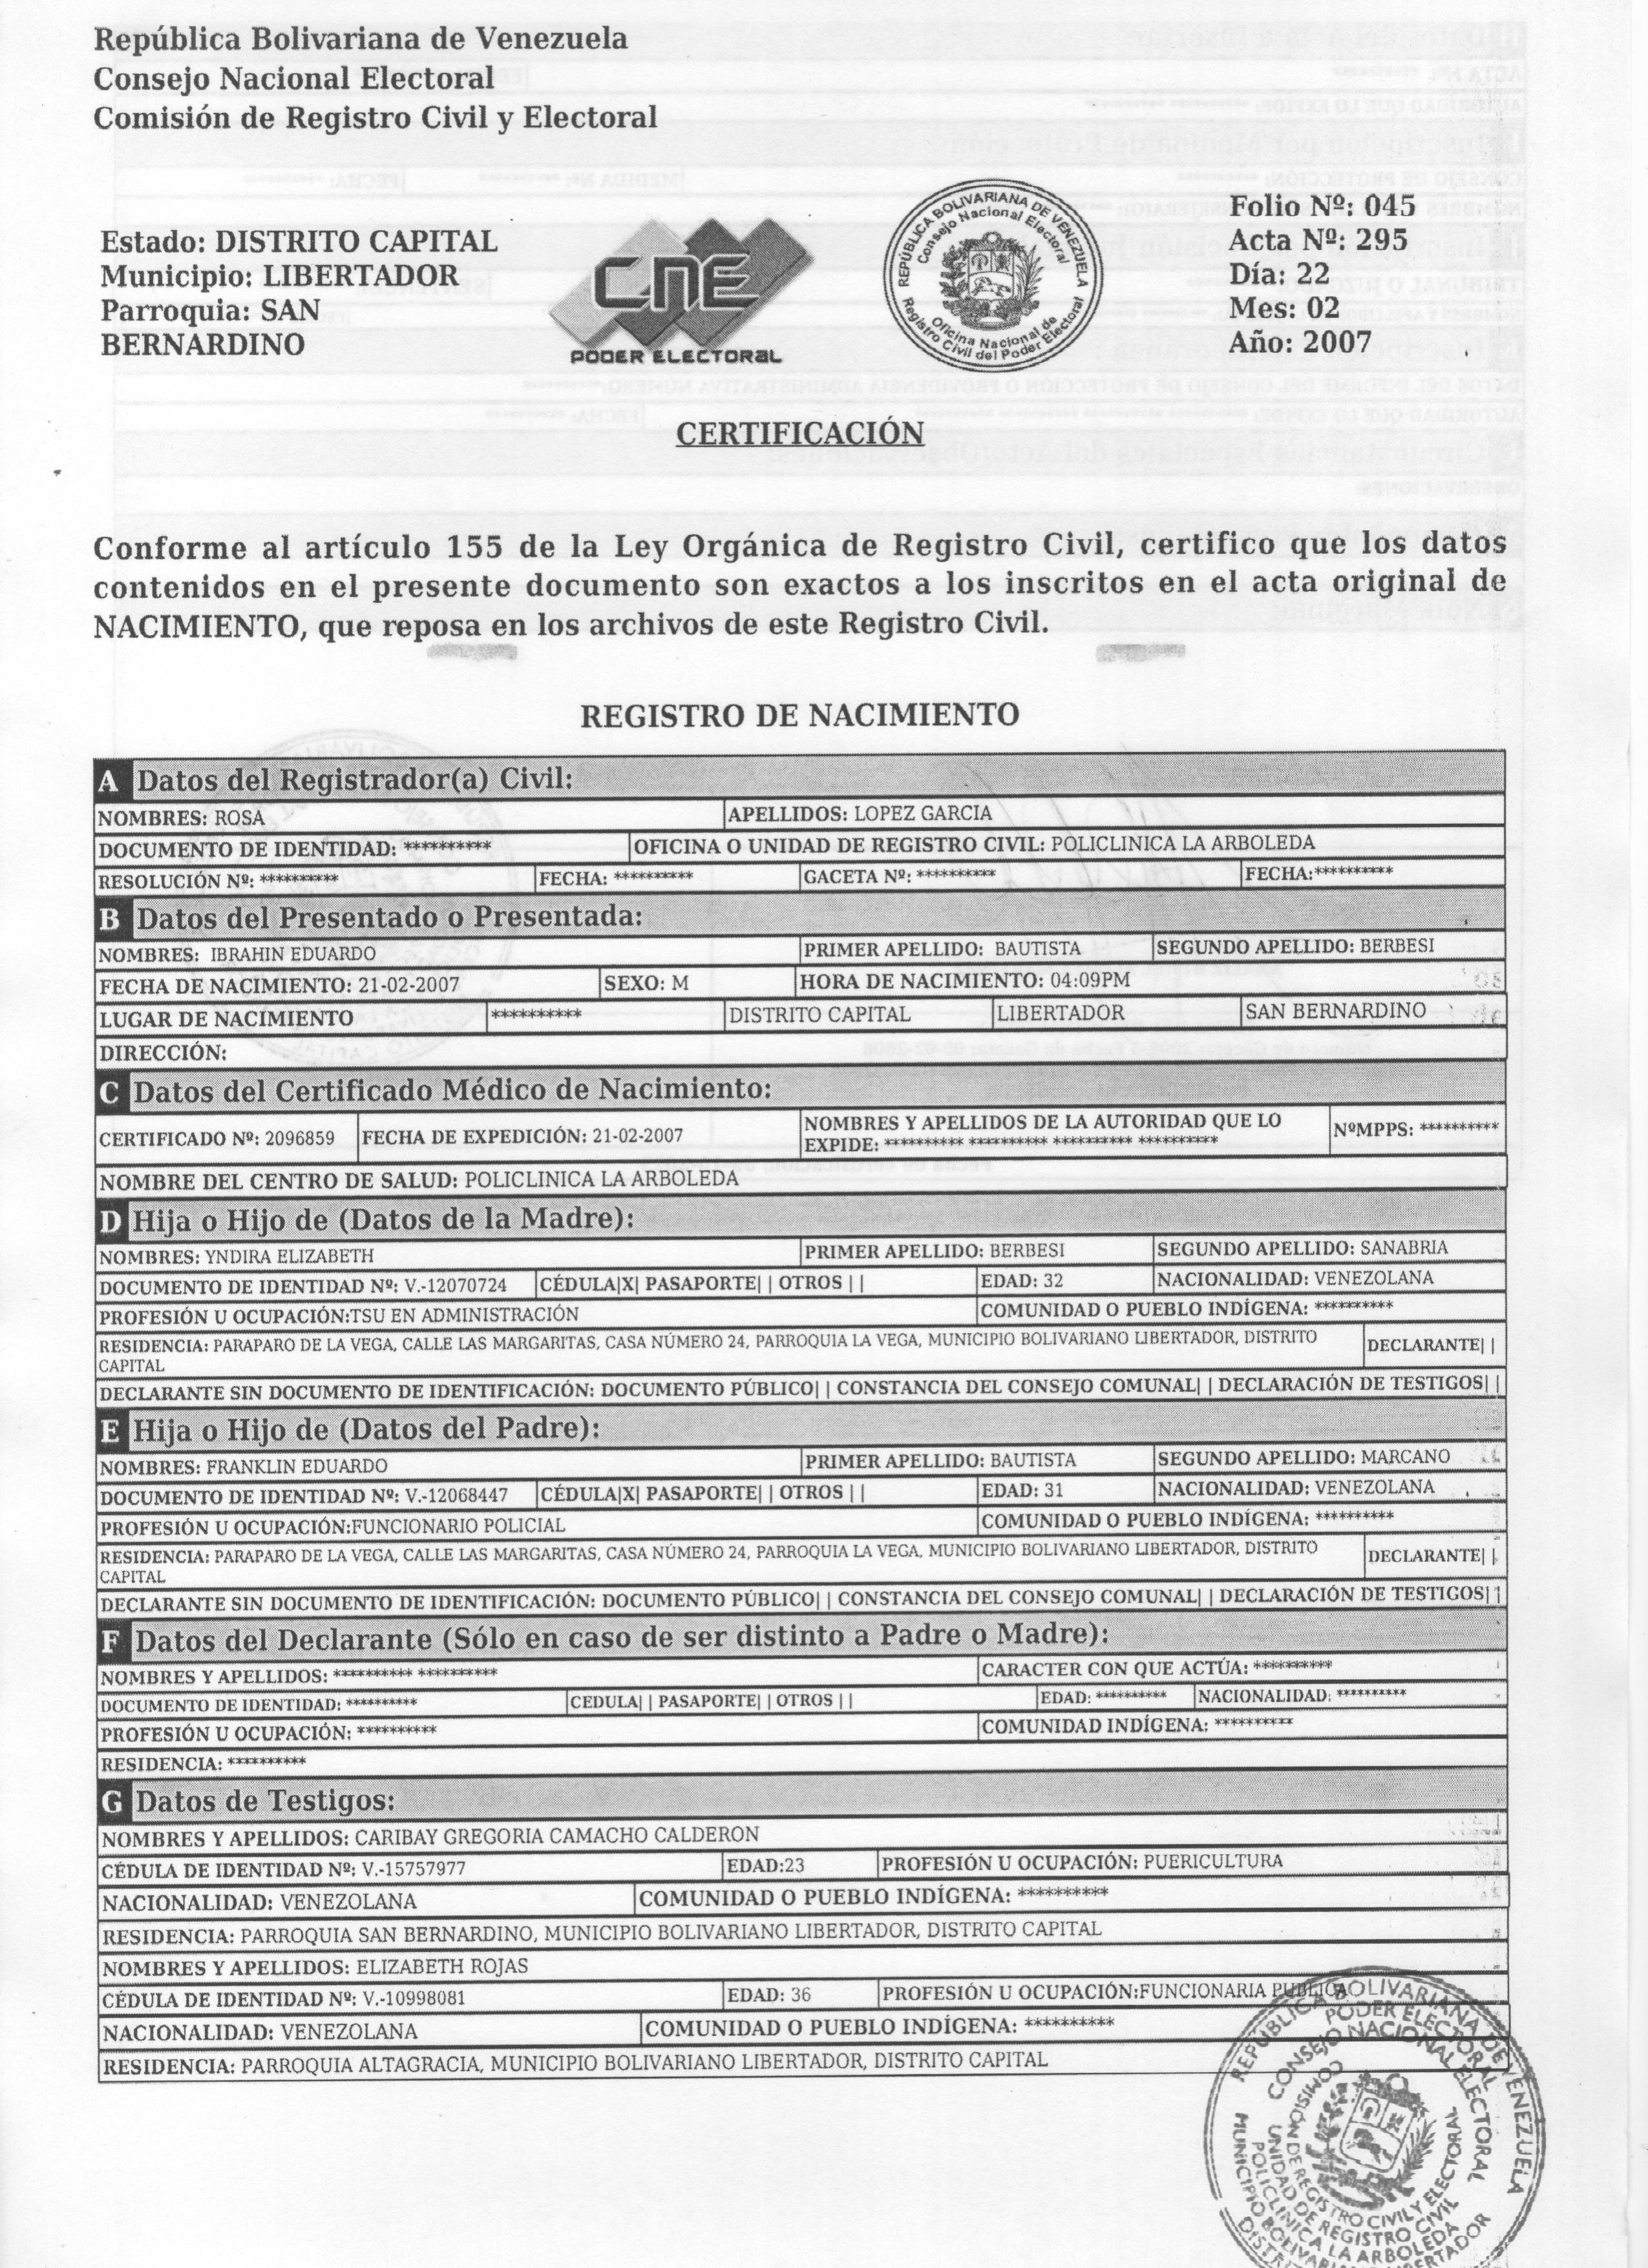 República Bolivariana de Venezuela
Consejo Nacional Electoral
Comisión de Registro Civil y Electoral
Estado: DISTRITO CAPITAL
Municipio: LIBERTADOR
Parroquia: SAN
BERNARDINO
CNE
PODER ELECTORAL
REPÚBLICA BOLIVARIANA DE VENEZUELA
Consejo Nacional Electoral
Oficina Nacional de
Registro Civil del Poder Electoral
Folio Nº: 045
Acta Nº: 295
Día: 22
Mes: 02
Año: 2007
CERTIFICACIÓN
Conforme al artículo 155 de la Ley Orgánica de Registro Civil, certifico que los datos
contenidos en el presente documento son exactos a los inscritos en el acta original de
NACIMIENTO, que reposa en los archivos de este Registro Civil.
REGISTRO DE NACIMIENTO
A Datos del Registrador(a) Civil:
NOMBRES: ROSA APELLIDOS: LOPEZ GARCIA
DOCUMENTO DE IDENTIDAD: ********** OFICINA O UNIDAD DE REGISTRO CIVIL: POLICLINICA LA ARBOLEDA
RESOLUCIÓN Nº: ********** FECHA: ********** GACETA Nº: ********** FECHA:**********
B Datos del Presentado o Presentada:
NOMBRES: IBRAHIN EDUARDO PRIMER APELLIDO: BAUTISTA SEGUNDO APELLIDO: BERBESI
FECHA DE NACIMIENTO: 21-02-2007 SEXO: M HORA DE NACIMIENTO: 04:09PM
LUGAR DE NACIMIENTO ********** DISTRITO CAPITAL LIBERTADOR SAN BERNARDINO
DIRECCIÓN:
C Datos del Certificado Médico de Nacimiento:
CERTIFICADO Nº: 2096859 FECHA DE EXPEDICIÓN: 21-02-2007 NOMBRES Y APELLIDOS DE LA AUTORIDAD QUE LO
EXPIDE: ********** ********** ********** ********** NºMPPS: **********
NOMBRE DEL CENTRO DE SALUD: POLICLINICA LA ARBOLEDA
D Hija o Hijo de (Datos de la Madre):
NOMBRES: YNDIRA ELIZABETH PRIMER APELLIDO: BERBESI SEGUNDO APELLIDO: SANABRIA
DOCUMENTO DE IDENTIDAD Nº: V.-12070724 CÉDULA|X| PASAPORTE| | OTROS | | EDAD: 32 NACIONALIDAD: VENEZOLANA
PROFESIÓN U OCUPACIÓN:TSU EN ADMINISTRACIÓN COMUNIDAD O PUEBLO INDÍGENA: **********
RESIDENCIA: PARAPARO DE LA VEGA, CALLE LAS MARGARITAS, CASA NÚMERO 24, PARROQUIA LA VEGA, MUNICIPIO BOLIVARIANO LIBERTADOR, DISTRITO
CAPITAL DECLARANTE| |
DECLARANTE SIN DOCUMENTO DE IDENTIFICACIÓN: DOCUMENTO PÚBLICO| | CONSTANCIA DEL CONSEJO COMUNAL| | DECLARACIÓN DE TESTIGOS| |
E Hija o Hijo de (Datos del Padre):
NOMBRES: FRANKLIN EDUARDO PRIMER APELLIDO: BAUTISTA SEGUNDO APELLIDO: MARCANO
DOCUMENTO DE IDENTIDAD Nº: V.-12068447 CÉDULA|X| PASAPORTE| | OTROS | | EDAD: 31 NACIONALIDAD: VENEZOLANA
PROFESIÓN U OCUPACIÓN:FUNCIONARIO POLICIAL COMUNIDAD O PUEBLO INDÍGENA: **********
RESIDENCIA: PARAPARO DE LA VEGA, CALLE LAS MARGARITAS, CASA NÚMERO 24, PARROQUIA LA VEGA, MUNICIPIO BOLIVARIANO LIBERTADOR, DISTRITO
CAPITAL DECLARANTE| |
DECLARANTE SIN DOCUMENTO DE IDENTIFICACIÓN: DOCUMENTO PÚBLICO| | CONSTANCIA DEL CONSEJO COMUNAL| | DECLARACIÓN DE TESTIGOS| |
F Datos del Declarante (Sólo en caso de ser distinto a Padre o Madre):
NOMBRES Y APELLIDOS: ********** ********** CARACTER CON QUE ACTÚA: **********
DOCUMENTO DE IDENTIDAD: ********** CEDULA| | PASAPORTE| | OTROS | | EDAD: ********** NACIONALIDAD: **********
PROFESIÓN U OCUPACIÓN: ********** COMUNIDAD INDÍGENA: **********
RESIDENCIA: **********
G Datos de Testigos:
NOMBRES Y APELLIDOS: CARIBAY GREGORIA CAMACHO CALDERON
CÉDULA DE IDENTIDAD Nº: V.-15757977 EDAD:23 PROFESIÓN U OCUPACIÓN: PUERICULTURA
NACIONALIDAD: VENEZOLANA COMUNIDAD O PUEBLO INDÍGENA: **********
RESIDENCIA: PARROQUIA SAN BERNARDINO, MUNICIPIO BOLIVARIANO LIBERTADOR, DISTRITO CAPITAL
NOMBRES Y APELLIDOS: ELIZABETH ROJAS
CÉDULA DE IDENTIDAD Nº: V.-10998081 EDAD: 36 PROFESIÓN U OCUPACIÓN:FUNCIONARIA PUBLICA
NACIONALIDAD: VENEZOLANA COMUNIDAD O PUEBLO INDÍGENA: **********
RESIDENCIA: PARROQUIA ALTAGRACIA, MUNICIPIO BOLIVARIANO LIBERTADOR, DISTRITO CAPITAL
REPÚBLICA BOLIVARIANA DE VENEZUELA
PODER ELECTORAL
CONSEJO NACIONAL ELECTORAL
COMISION DE REGISTRO CIVIL Y ELECTORAL
UNIDAD DE REGISTRO CIVIL
POLICLINICA LA ARBOLEDA
MUNICIPIO BOLIVARIANO LIBERTADOR